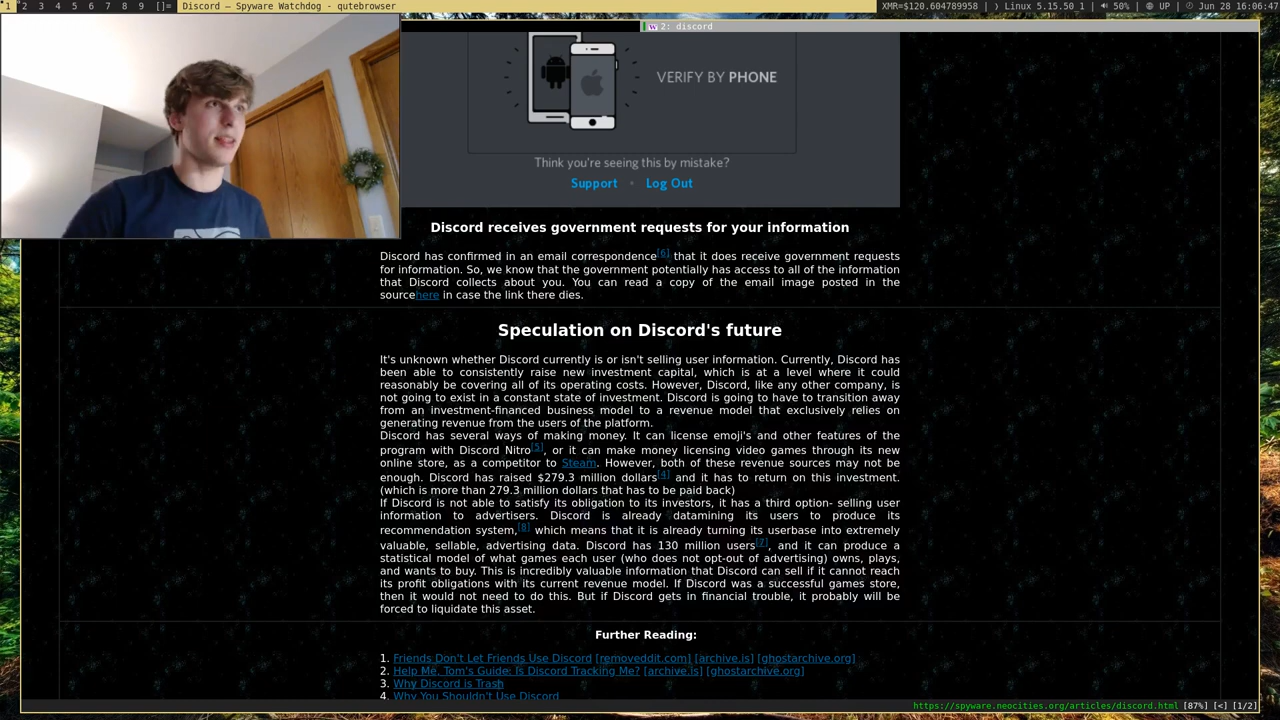 1 2 3 4 5 6 7 8 9 []= Discord — Spyware Watchdog - qutebrowser
XMR=$120.604789958 | Linux 5.15.50_1 | 50% | UP | Jun 28 16:06:47
2: discord
VERIFY BY PHONE
Think you're seeing this by mistake?
Support • Log Out
Discord receives government requests for your information
Discord has confirmed in an email correspondence[6] that it does receive government requests
for information. So, we know that the government potentially has access to all of the information
that Discord collects about you. You can read a copy of the email image posted in the
sourcehere in case the link there dies.
Speculation on Discord's future
It's unknown whether Discord currently is or isn't selling user information. Currently, Discord has
been able to consistently raise new investment capital, which is at a level where it could
reasonably be covering all of its operating costs. However, Discord, like any other company, is
not going to exist in a constant state of investment. Discord is going to have to transition away
from an investment-financed business model to a revenue model that exclusively relies on
generating revenue from the users of the platform.
Discord has several ways of making money. It can license emoji's and other features of the
program with Discord Nitro[5], or it can make money licensing video games through its new
online store, as a competitor to Steam. However, both of these revenue sources may not be
enough. Discord has raised $279.3 million dollars[4] and it has to return on this investment.
(which is more than 279.3 million dollars that has to be paid back)
If Discord is not able to satisfy its obligation to its investors, it has a third option- selling user
information to advertisers. Discord is already datamining its users to produce its
recommendation system,[8] which means that it is already turning its userbase into extremely
valuable, sellable, advertising data. Discord has 130 million users[7], and it can produce a
statistical model of what games each user (who does not opt-out of advertising) owns, plays,
and wants to buy. This is incredibly valuable information that Discord can sell if it cannot reach
its profit obligations with its current revenue model. If Discord was a successful games store,
then it would not need to do this. But if Discord gets in financial trouble, it probably will be
forced to liquidate this asset.
Further Reading:
1. Friends Don't Let Friends Use Discord [removeddit.com] [archive.is] [ghostarchive.org]
2. Help Me, Tom's Guide: Is Discord Tracking Me? [archive.is] [ghostarchive.org]
3. Why Discord is Trash
4. Why You Shouldn't Use Discord
https://spyware.neocities.org/articles/discord.html [87%] [<] [1/2]